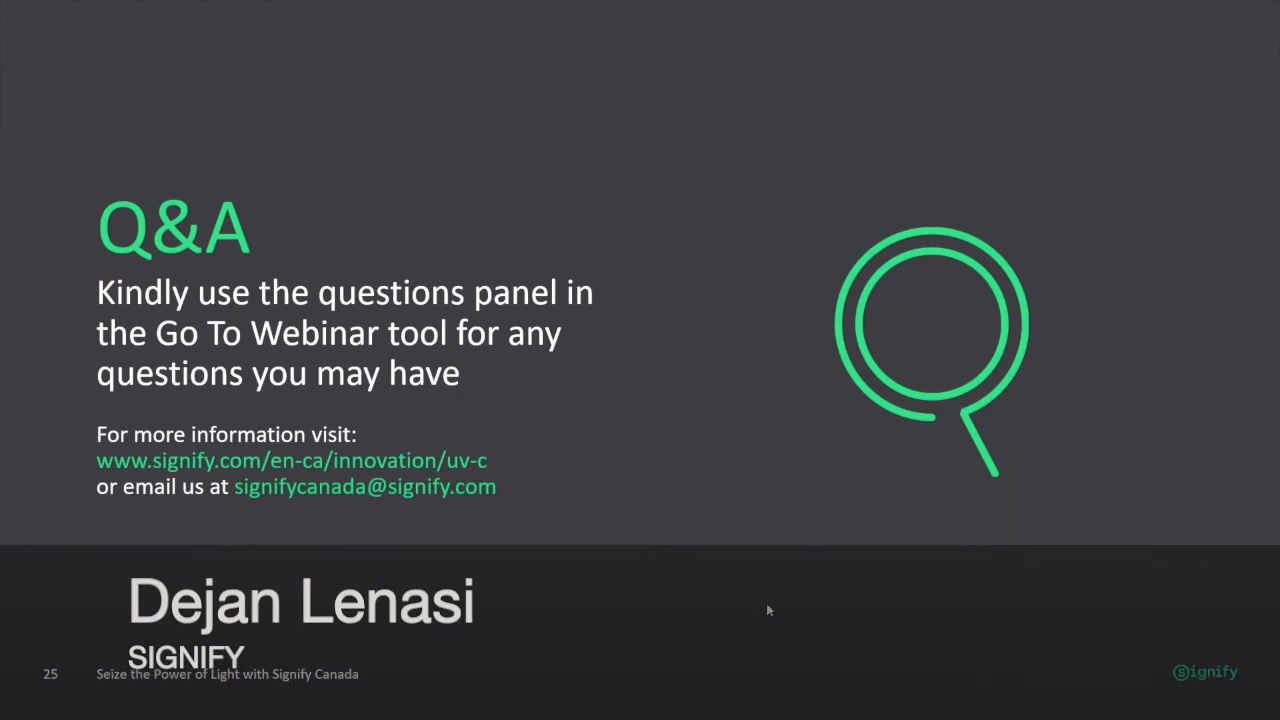 Q&A
Kindly use the questions panel in
the Go To Webinar tool for any
questions you may have
For more information visit:
www.signify.com/en-ca/innovation/uv-c
or email us at signifycanada@signify.com
Dejan Lenasi
SIGNIFY
25 Seize the Power of Light with Signify Canada
Signify